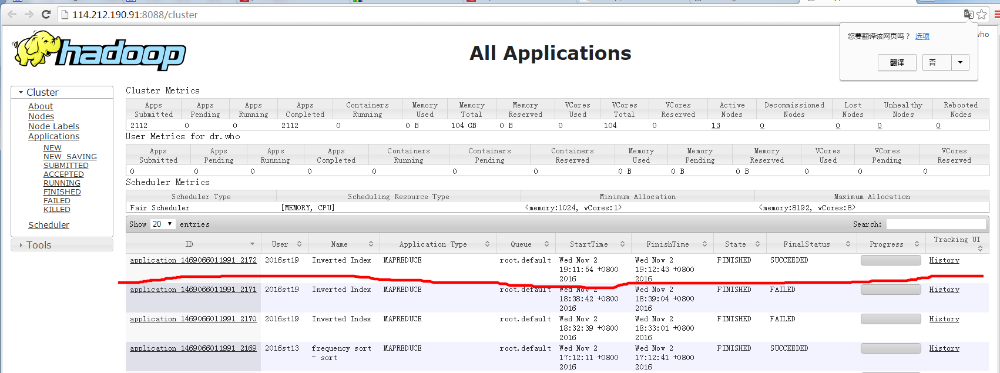 114.212.190.91:8088/cluster
您要翻译该网页吗？ 选项
翻译 否
who
hadoop
All Applications
Cluster
About
Nodes
Node Labels
Applications
NEW
NEW_SAVING
SUBMITTED
ACCEPTED
RUNNING
FINISHED
FAILED
KILLED
Scheduler
Tools
Cluster Metrics
Apps Submitted Apps Pending Apps Running Apps Completed Containers Running Memory Used Memory Total Memory Reserved VCores Used VCores Total VCores Reserved Active Nodes Decommissioned Nodes Lost Nodes Unhealthy Nodes Rebooted Nodes
2112 0 0 2112 0 0 B 104 GB 0 B 0 104 0 13 0 0 0 0
User Metrics for dr.who
Apps Submitted Apps Pending Apps Running Apps Completed Containers Running Containers Pending Containers Reserved Memory Used Memory Pending Memory Reserved VCores Used VCores Pending VCores Reserved
0 0 0 0 0 0 0 0 B 0 B 0 B 0 0 0
Scheduler Metrics
Scheduler Type Scheduling Resource Type Minimum Allocation Maximum Allocation
Fair Scheduler [MEMORY, CPU] <memory:1024, vCores:1> <memory:8192, vCores:8>
Show 20 entries Search:
ID User Name Application Type Queue StartTime FinishTime State FinalStatus Progress Tracking UI
application_1469066011991_2172 2016st19 Inverted Index MAPREDUCE root.default Wed Nov 2 19:11:54 +0800 2016 Wed Nov 2 19:12:43 +0800 2016 FINISHED SUCCEEDED History
application_1469066011991_2171 2016st19 Inverted Index MAPREDUCE root.default Wed Nov 2 18:38:42 +0800 2016 Wed Nov 2 18:39:04 +0800 2016 FINISHED FAILED History
application_1469066011991_2170 2016st19 Inverted Index MAPREDUCE root.default Wed Nov 2 18:32:39 +0800 2016 Wed Nov 2 18:33:01 +0800 2016 FINISHED FAILED History
application_1469066011991_2169 2016st13 frequency sort - sort MAPREDUCE root.default Wed Nov 2 17:12:11 +0800 2016 Wed Nov 2 17:12:41 +0800 2016 FINISHED SUCCEEDED History